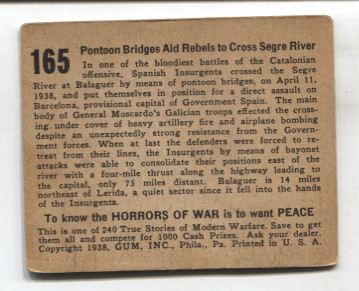 165
Pontoon Bridges Aid Rebels to Cross Segre River
In one of the bloodiest battles of the Catalonian
offensive, Spanish Insurgents crossed the Segre
River at Balaguer by means of pontoon bridges, on April 11,
1938, and put themselves in position for a direct assault on
Barcelona, provisional capital of Government Spain. The main
body of General Moscardo's Galician troops effected the cross-
ing under cover of heavy artillery fire and airplane bombing
despite an unexpectedly strong resistance from the Govern-
ment forces. When at last the defenders were forced to re-
treat from their lines, the Insurgents by means of bayonet
attacks were able to consolidate their positions east of the
river with a four-mile thrust along the highway leading to
the capital, only 75 miles distant. Balaguer is 14 miles
northeast of Lerida, a quiet sector since it fell into the hands
of the Insurgents.
To know the HORRORS OF WAR is to want PEACE
This is one of 240 True Stories of Modern Warfare. Save to get
them all and compete for 1000 Cash Prizes. Ask your dealer.
Copyright 1938, GUM, INC., Phila., Pa. Printed in U. S. A.